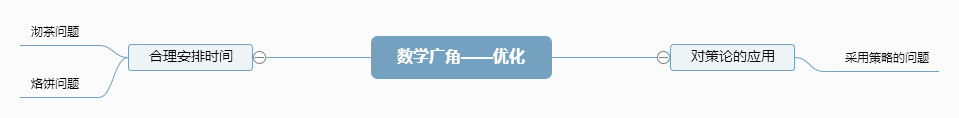 沏茶问题
合理安排时间
烙饼问题
数学广角——优化
对策论的应用
采用策略的问题